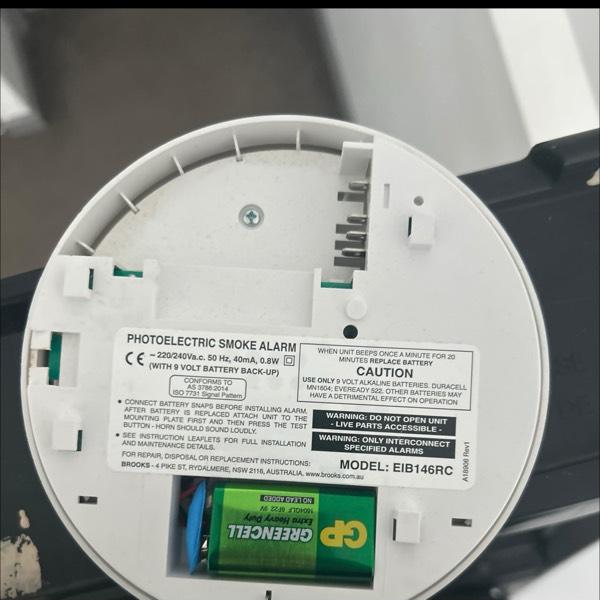 PHOTOELECTRIC SMOKE ALARM
CE ~ 220/240Va.c. 50 Hz, 40mA, 0.8W
(WITH 9 VOLT BATTERY BACK-UP)
CONFORMS TO
AS 3786:2014
ISO 7731 Signal Pattern
• CONNECT BATTERY SNAPS BEFORE INSTALLING ALARM.
AFTER BATTERY IS REPLACED ATTACH UNIT TO THE
MOUNTING PLATE FIRST AND THEN PRESS THE TEST
BUTTON - HORN SHOULD SOUND LOUDLY.
• SEE INSTRUCTION LEAFLETS FOR FULL INSTALLATION
AND MAINTENANCE DETAILS.
FOR REPAIR, DISPOSAL OR REPLACEMENT INSTRUCTIONS:
BROOKS - 4 PIKE ST, RYDALMERE, NSW 2116, AUSTRALIA, www.brooks.com.au
WHEN UNIT BEEPS ONCE A MINUTE FOR 20
MINUTES REPLACE BATTERY
CAUTION
USE ONLY 9 VOLT ALKALINE BATTERIES. DURACELL
MN1604; EVEREADY 522. OTHER BATTERIES MAY
HAVE A DETRIMENTAL EFFECT ON OPERATION
WARNING: DO NOT OPEN UNIT
- LIVE PARTS ACCESSIBLE -
WARNING: ONLY INTERCONNECT
SPECIFIED ALARMS
MODEL: EIB146RC
A18906 Rev1
GP
GREENCELL
Extra Heavy Duty
1604GLF 6F22 9V
NO LEAD ADDED